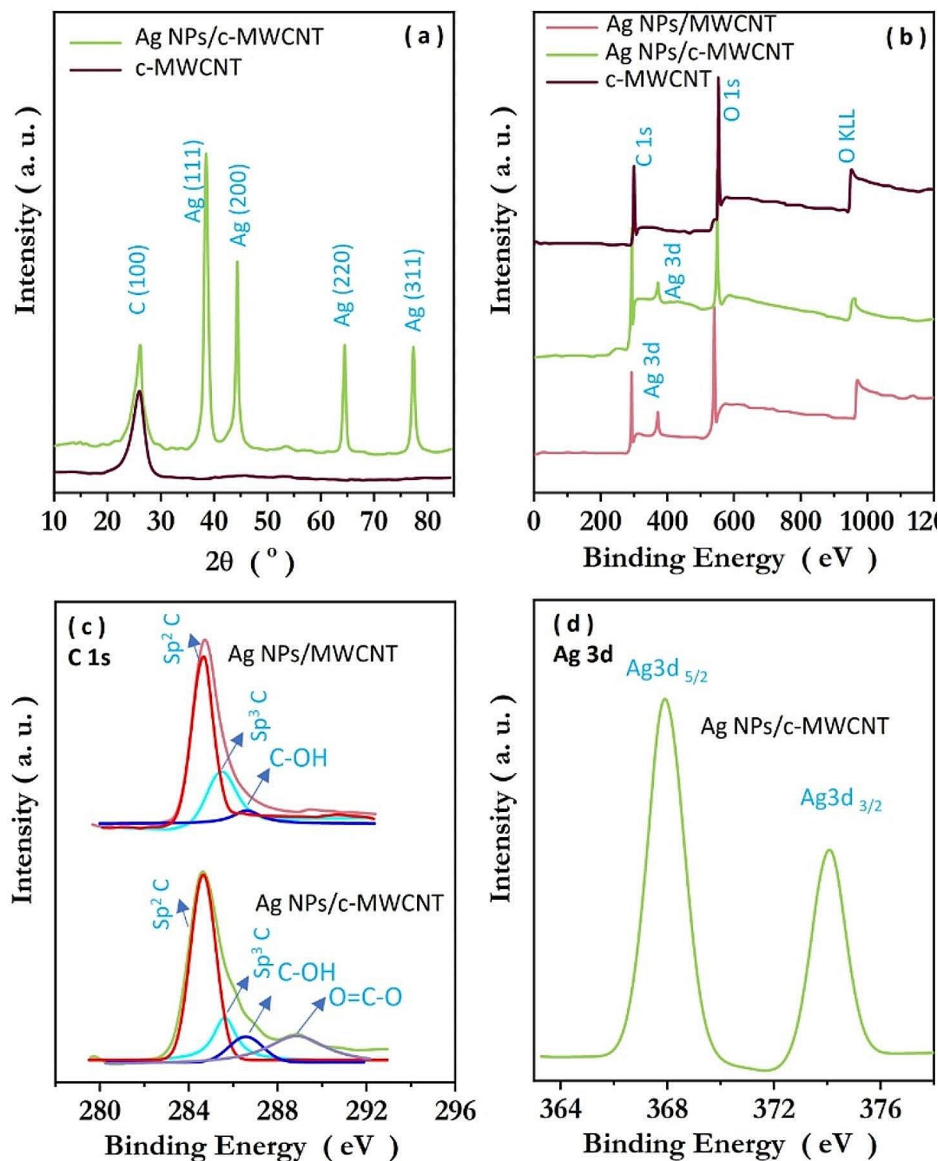 ( a )
Ag NPs/c-MWCNT
c-MWCNT
C (100)
Ag (111)
Ag (200)
Ag (220)
Ag (311)
Intensity ( a. u. )
10 20 30 40 50 60 70 80
2θ ( ° )
( b )
Ag NPs/MWCNT
Ag NPs/c-MWCNT
c-MWCNT
C 1s
O 1s
O KLL
Ag 3d
Ag 3d
Intensity ( a. u. )
0 200 400 600 800 1000 120
Binding Energy ( eV )
( c )
C 1s
Ag NPs/MWCNT
Sp² C
Sp³ C
C-OH
Ag NPs/c-MWCNT
Sp² C
Sp³ C
C-OH
O=C-O
Intensity ( a. u. )
280 284 288 292 296
Binding Energy ( eV )
( d )
Ag 3d
Ag3d 5/2
Ag NPs/c-MWCNT
Ag3d 3/2
Intensity ( a. u. )
364 368 372 376
Binding Energy ( eV )